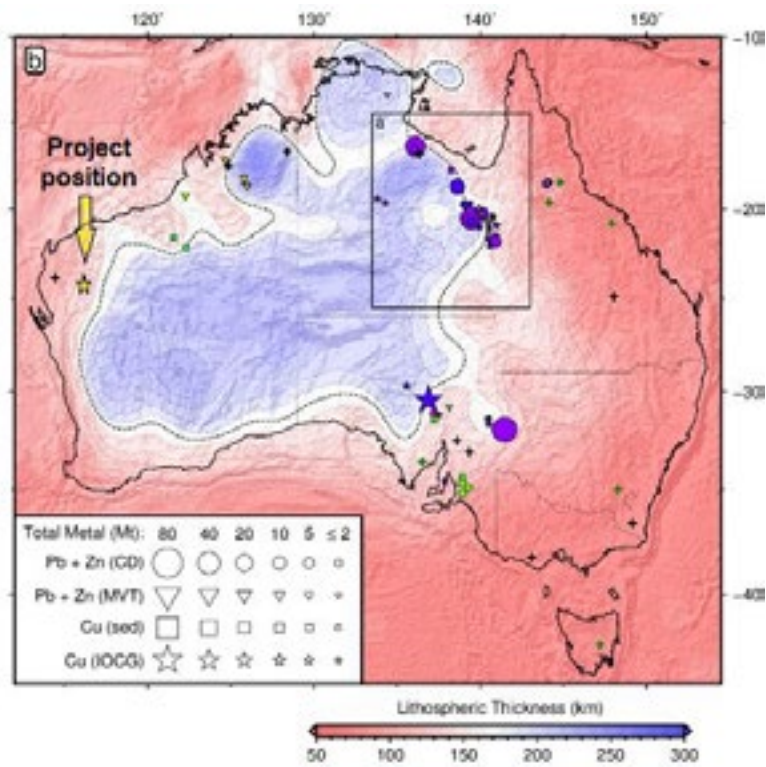 120° 130° 140° 150°
b
-10°
a
Project
position
-20°
-30°
-40°
Total Metal (Mt): 80 40 20 10 5 ≤ 2
Pb + Zn (CD)
Pb + Zn (MVT)
Cu (sed)
Cu (IOCG)
Lithospheric Thickness (km)
50 100 150 200 250 300